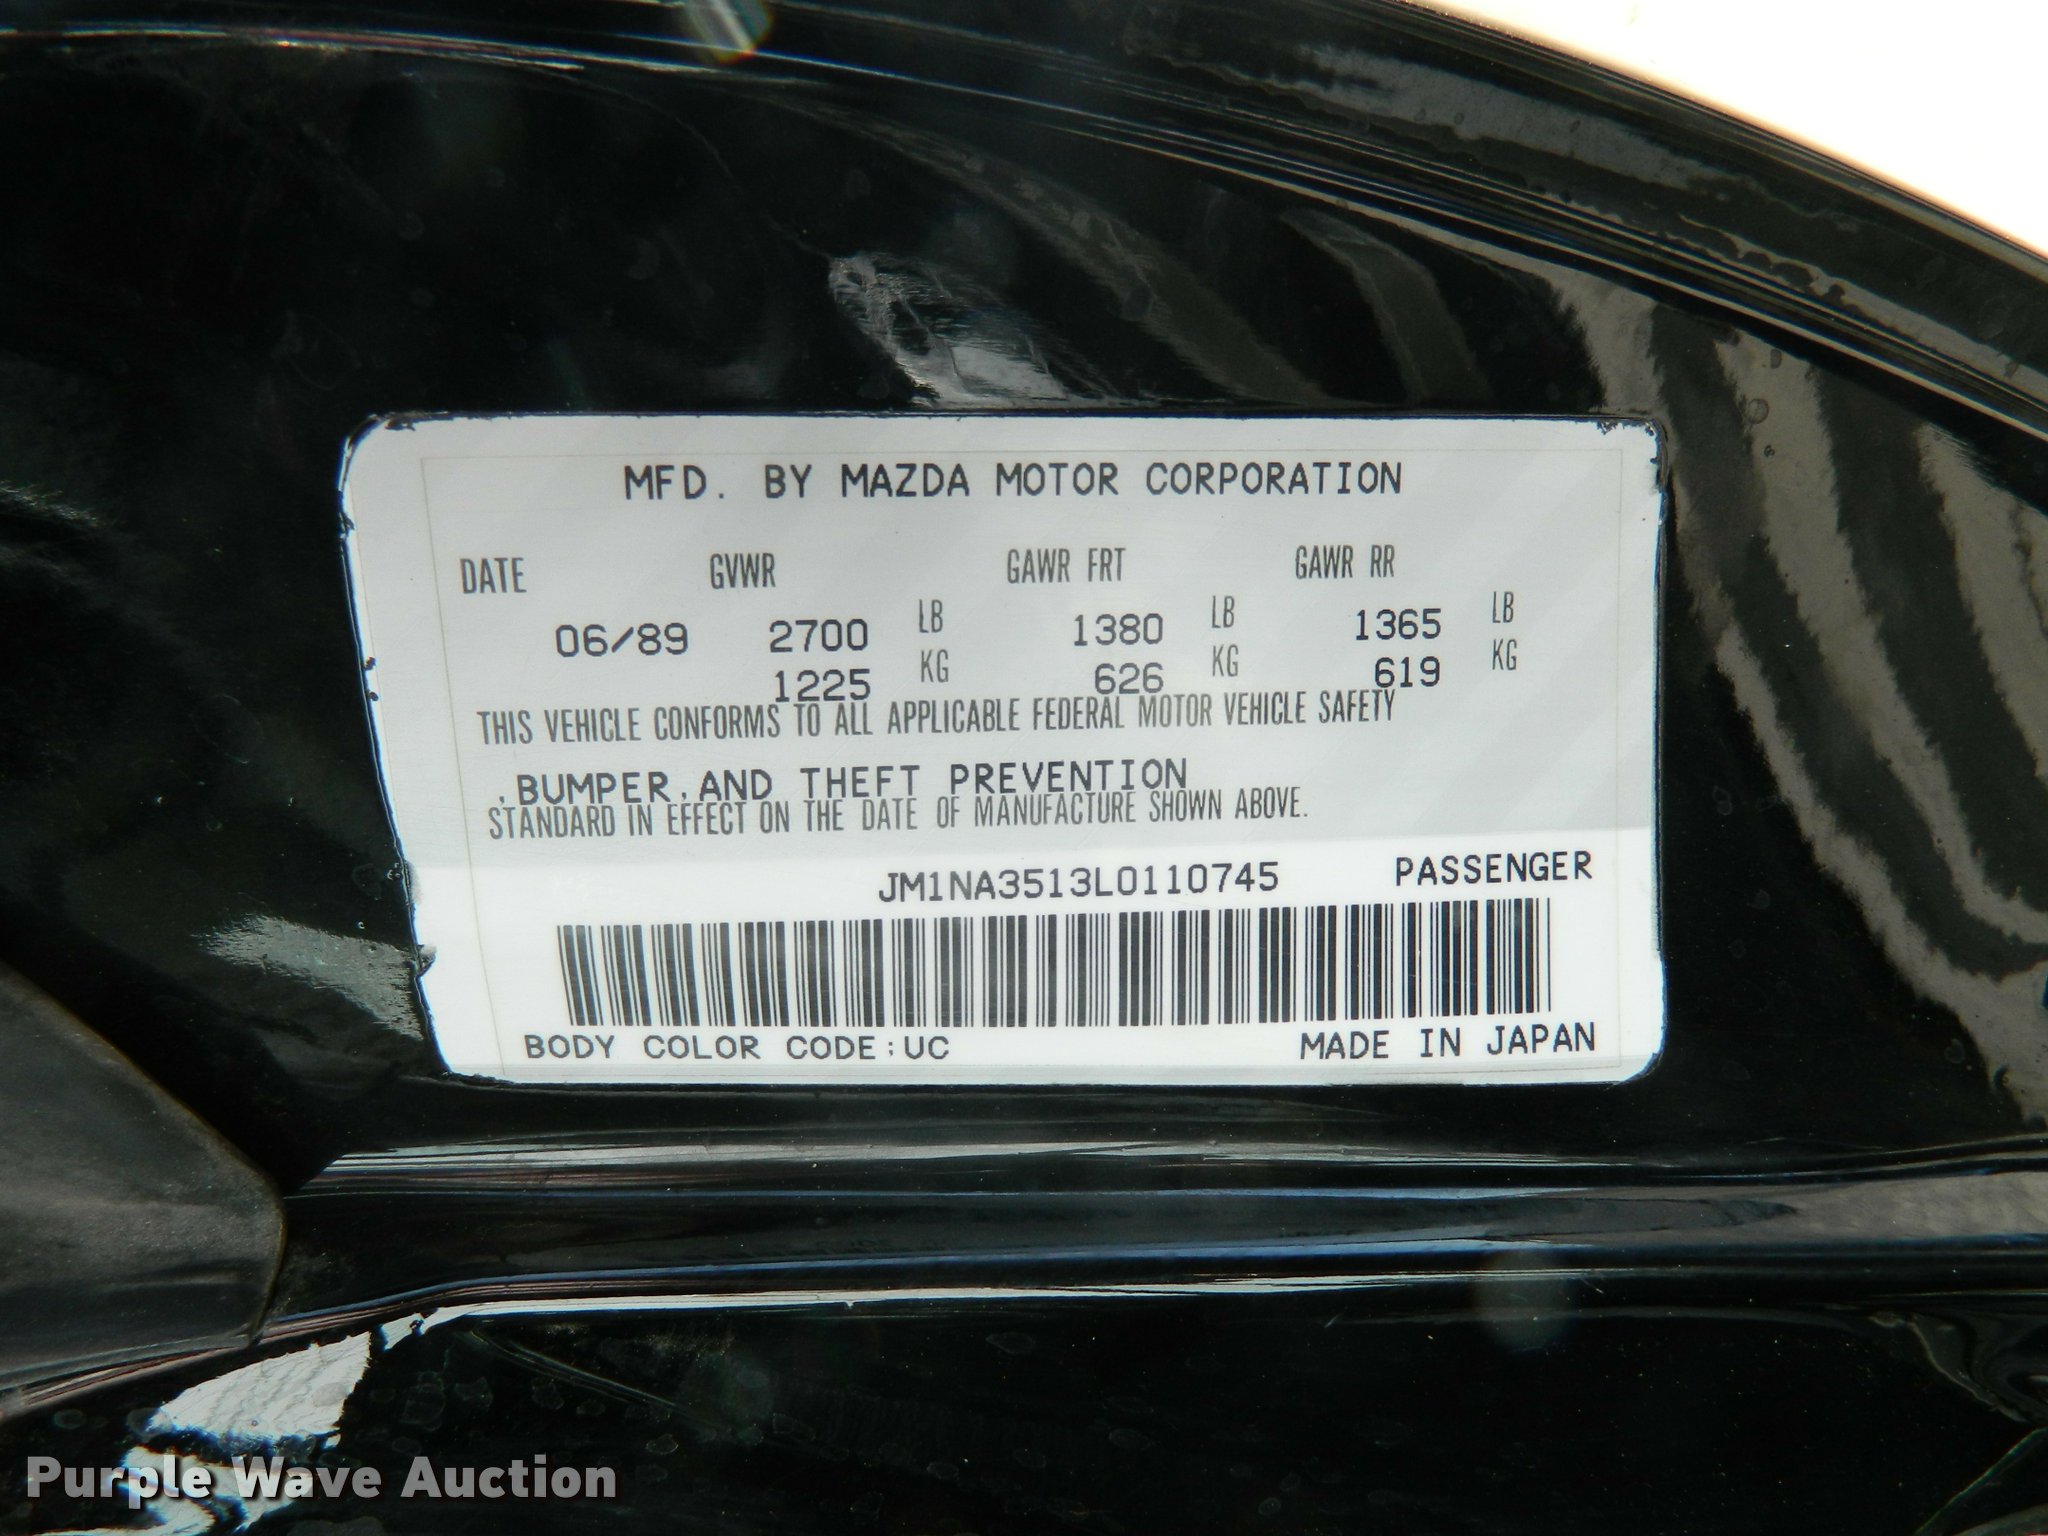 MFD. BY MAZDA MOTOR CORPORATION
DATE GVWR GAWR FRT GAWR RR
06/89 2700 LB 1380 LB 1365 LB
1225 KG 626 KG 619 KG
THIS VEHICLE CONFORMS TO ALL APPLICABLE FEDERAL MOTOR VEHICLE SAFETY
,BUMPER,AND THEFT PREVENTION
STANDARD IN EFFECT ON THE DATE OF MANUFACTURE SHOWN ABOVE.
JM1NA3513L0110745 PASSENGER
BODY COLOR CODE:UC MADE IN JAPAN
Purple Wave Auction